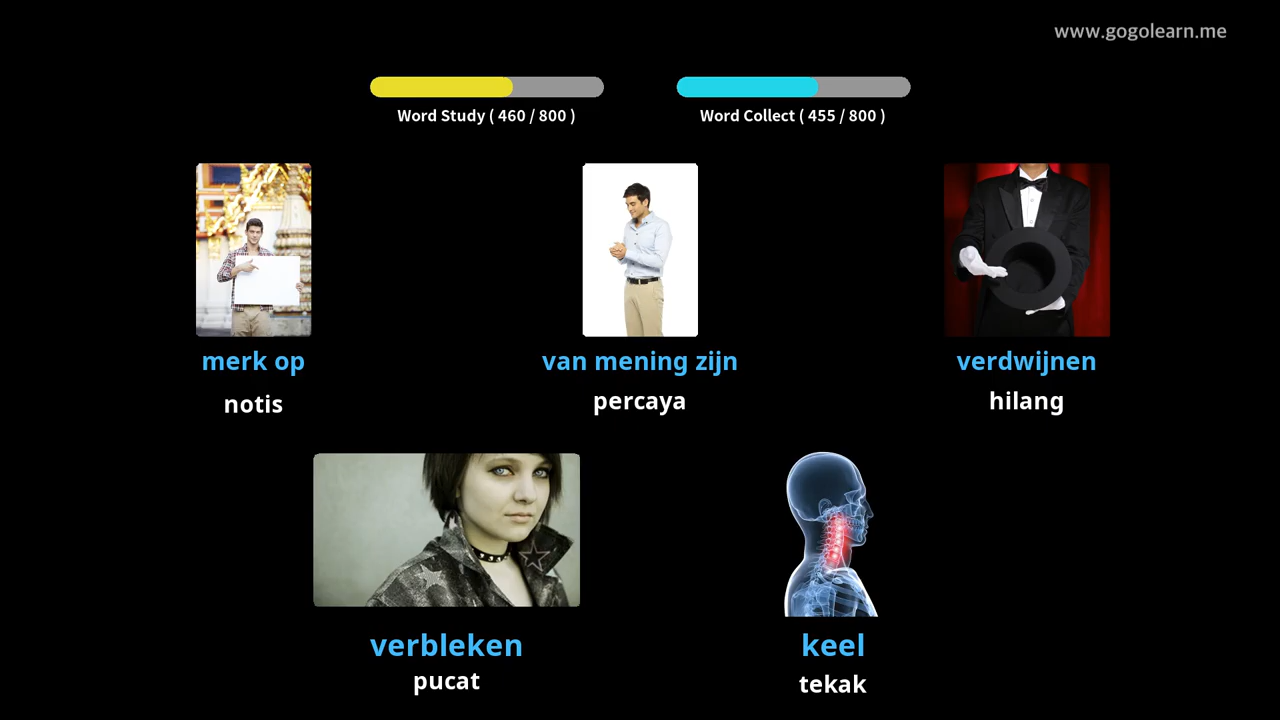 www.gogolearn.me
Word Study ( 460 / 800 )
Word Collect ( 455 / 800 )
merk op
notis
van mening zijn
percaya
verdwijnen
hilang
verbleken
pucat
keel
tekak